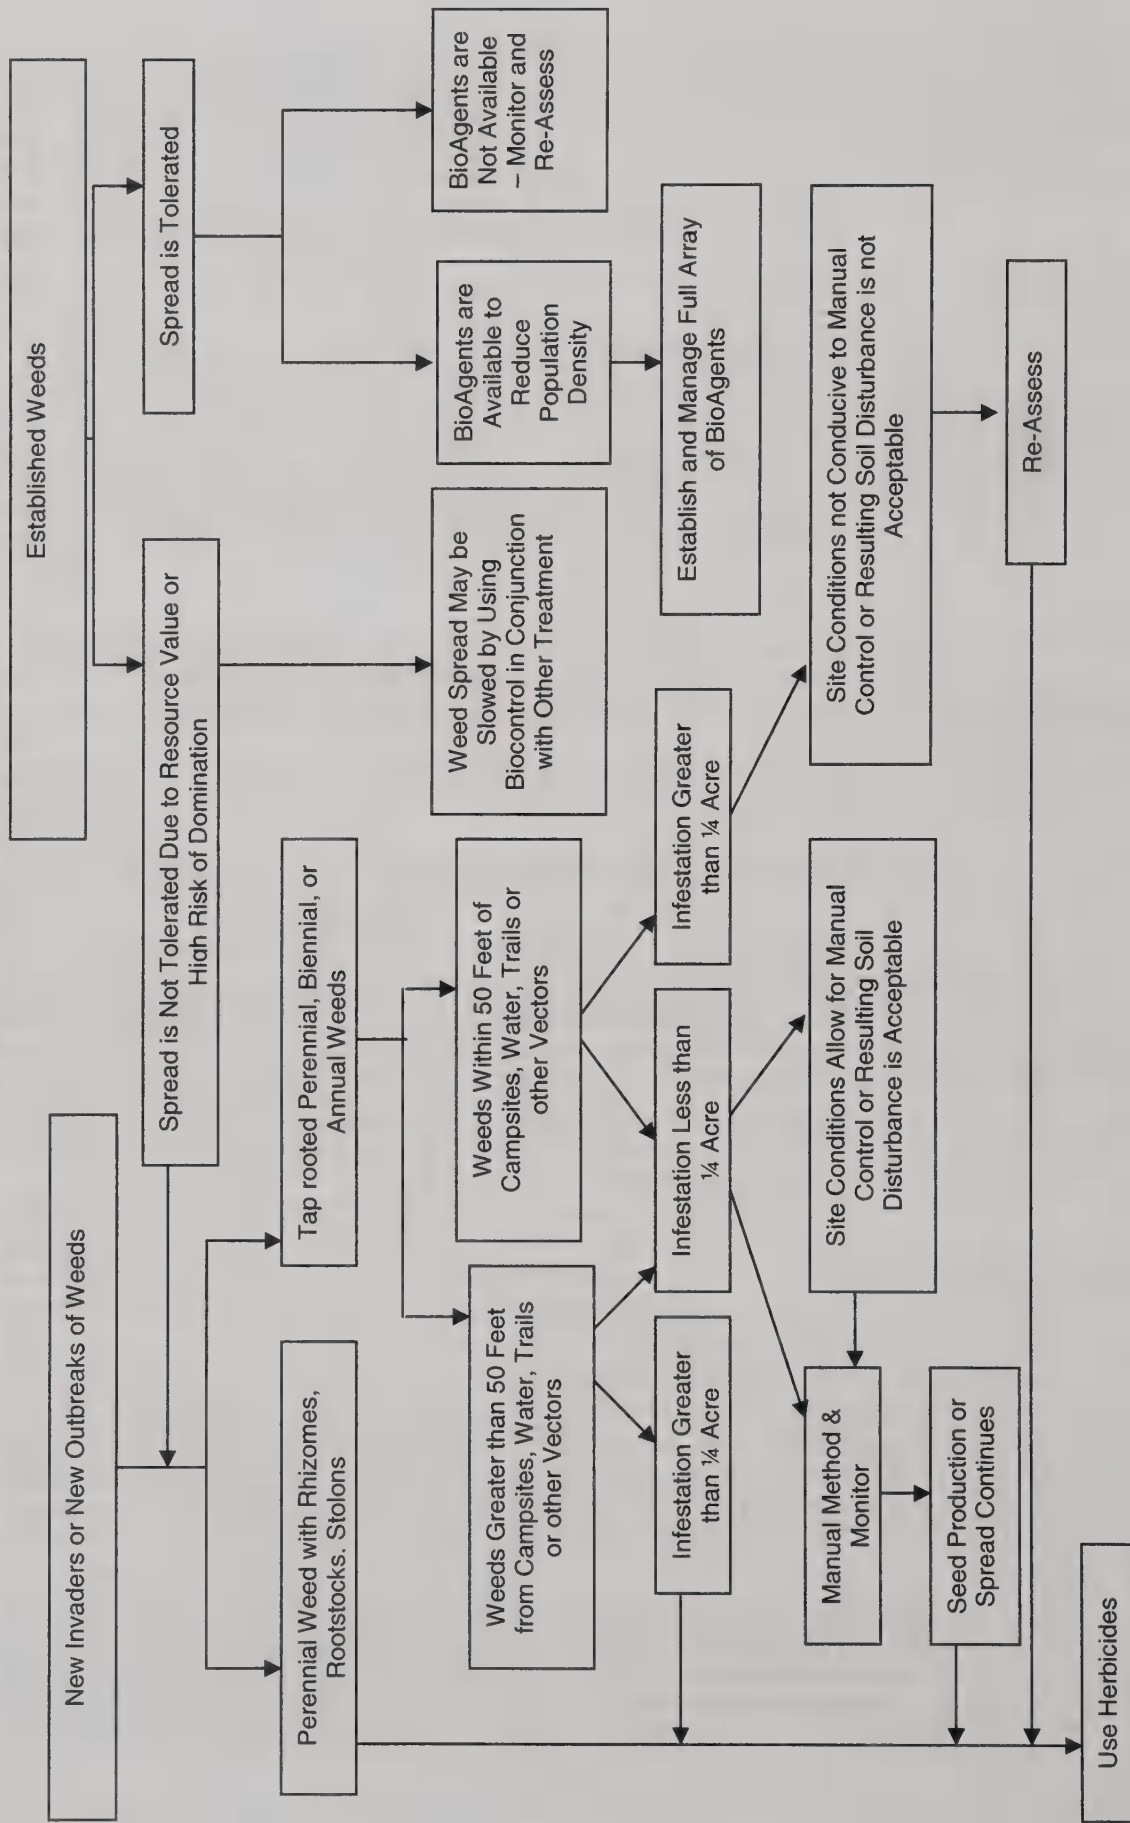 New Invaders or New Outbreaks of Weeds
Established Weeds
Spread is Not Tolerated Due to Resource Value or
High Risk of Domination
Spread is Tolerated
Perennial Weed with Rhizomes,
Rootstocks. Stolons
Tap rooted Perennial, Biennial, or
Annual Weeds
Weeds Greater than 50 Feet
from Campsites, Water, Trails
or other Vectors
Weeds Within 50 Feet of
Campsites, Water, Trails or
other Vectors
Weed Spread May be
Slowed by Using
Biocontrol in Conjunction
with Other Treatment
BioAgents are
Available to
Reduce
Population
Density
BioAgents are
Not Available
– Monitor and
Re-Assess
Infestation Greater
than ¼ Acre
Infestation Less than
¼ Acre
Infestation Greater
than ¼ Acre
Establish and Manage Full Array
of BioAgents
Manual Method &
Monitor
Site Conditions Allow for Manual
Control or Resulting Soil
Disturbance is Acceptable
Site Conditions not Conducive to Manual
Control or Resulting Soil Disturbance is not
Acceptable
Seed Production or
Spread Continues
Re-Assess
Use Herbicides